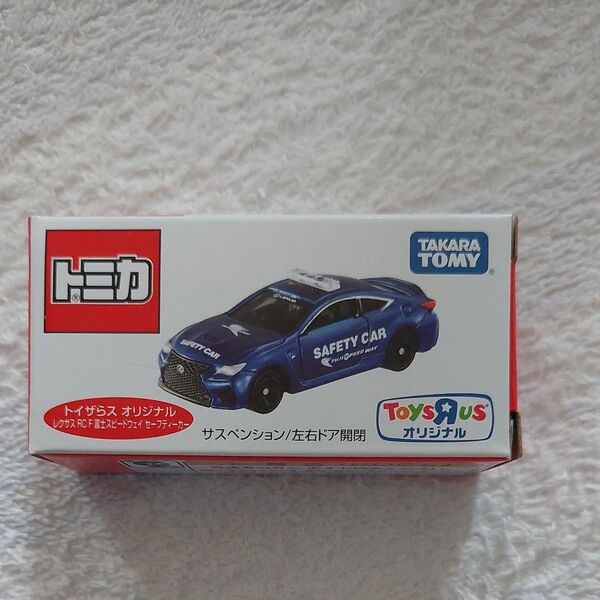 トミカ
®
TAKARA
TOMY
®
SAFETY CAR
SAFETY CAR
FUJI SPEEDWAY
トイザらス オリジナル
レクサス RC F 富士スピードウェイ セーフティーカー
サスペンション/左右ドア開閉
ToysЯus
オリジナル